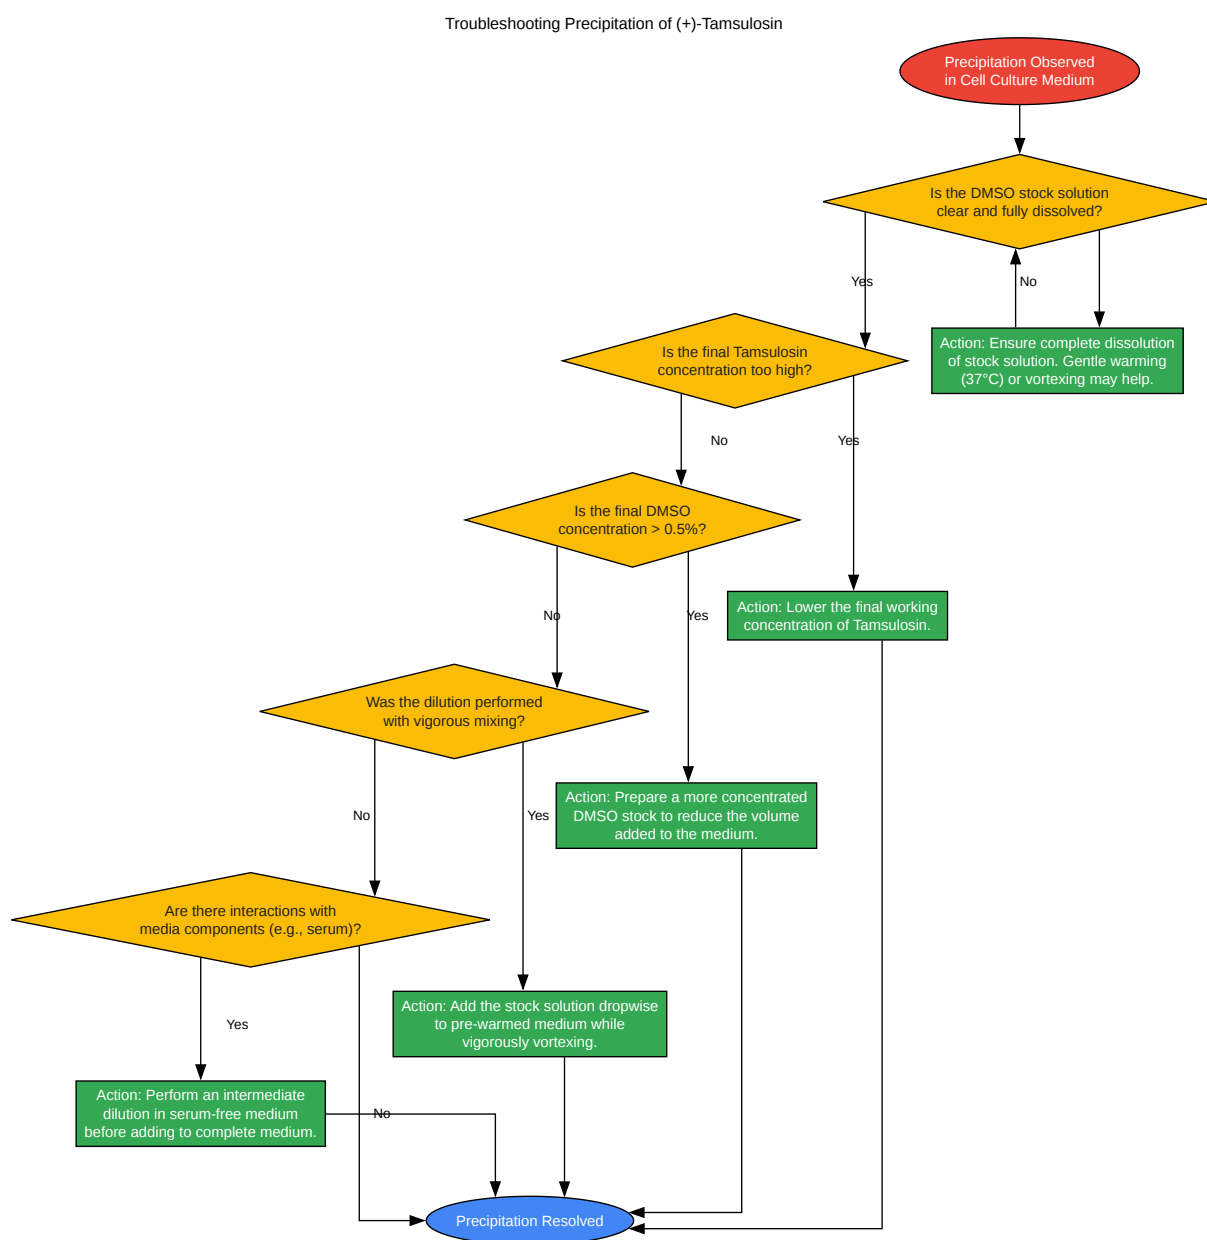 Troubleshooting Precipitation of (+)-Tamsulosin
Precipitation Observed
in Cell Culture Medium
Is the DMSO stock solution
clear and fully dissolved?
Yes
No
Action: Ensure complete dissolution
of stock solution. Gentle warming
(37°C) or vortexing may help.
Is the final Tamsulosin
concentration too high?
No
Yes
Is the final DMSO
concentration > 0.5%?
No
Yes
Action: Lower the final working
concentration of Tamsulosin.
Was the dilution performed
with vigorous mixing?
No
Yes
Action: Prepare a more concentrated
DMSO stock to reduce the volume
added to the medium.
Are there interactions with
media components (e.g., serum)?
Yes
Action: Add the stock solution dropwise
to pre-warmed medium while
vigorously vortexing.
Action: Perform an intermediate
dilution in serum-free medium
before adding to complete medium.
No
Precipitation Resolved